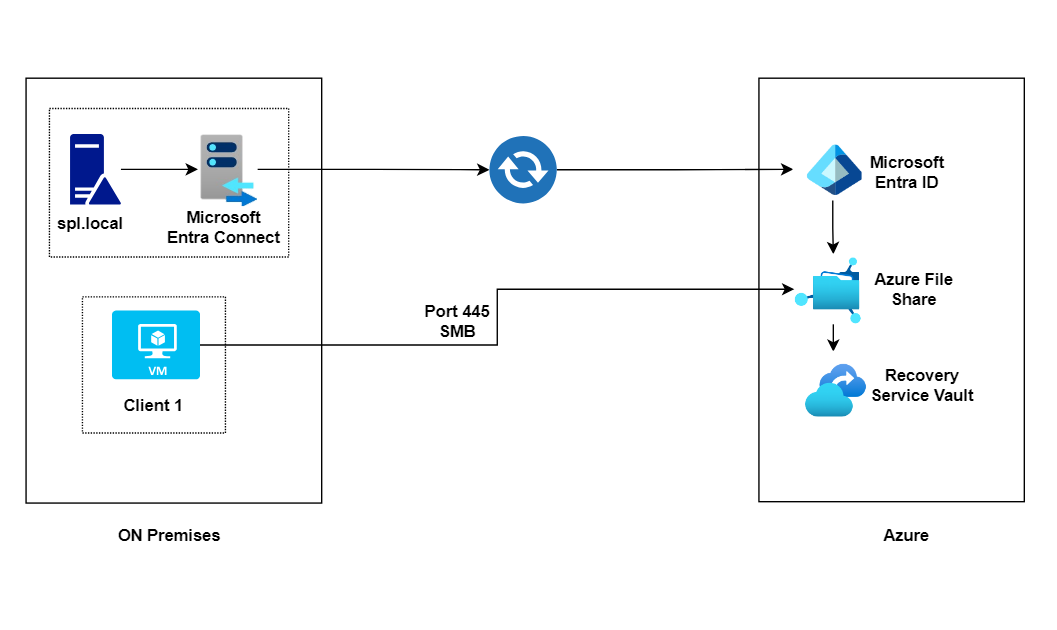 spl.local
Microsoft
Entra Connect
Microsoft
Entra ID
Port 445
SMB
Azure File
Share
VM
Client 1
Recovery
Service Vault
ON Premises
Azure